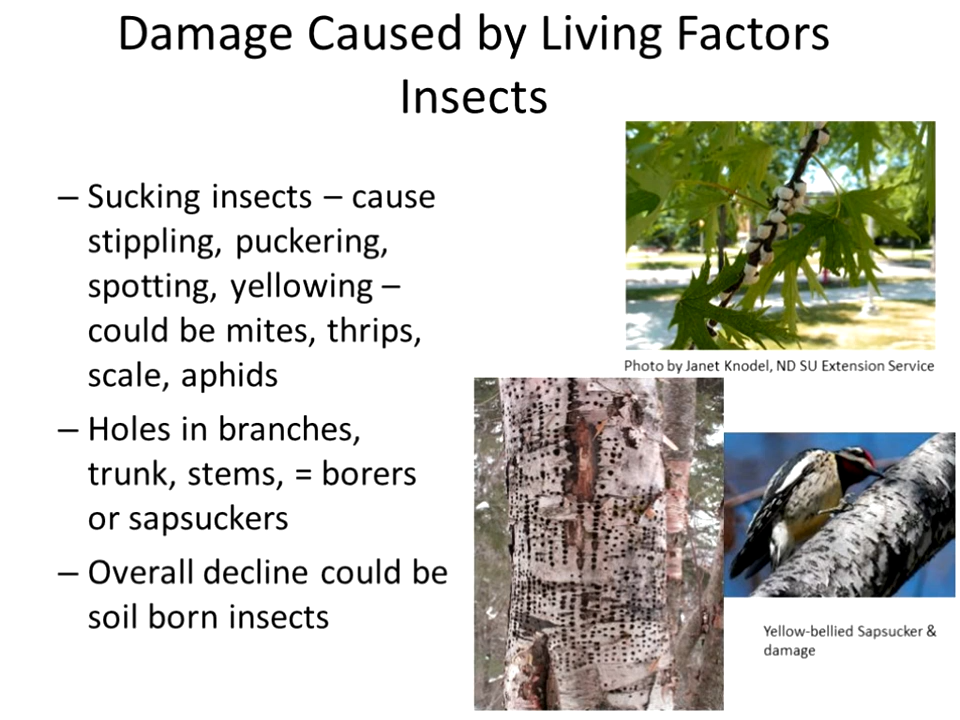 Damage Caused by Living Factors
Insects
– Sucking insects – cause
stippling, puckering,
spotting, yellowing –
could be mites, thrips,
scale, aphids
– Holes in branches,
trunk, stems, = borers
or sapsuckers
– Overall decline could be
soil born insects
Photo by Janet Knodel, ND SU Extension Service
Yellow-bellied Sapsucker &
damage